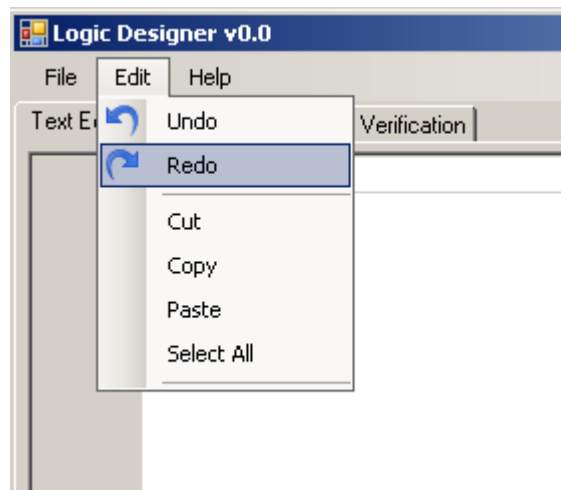 Logic Designer v0.0
File Edit Help
Text E Verification
Undo
Redo
Cut
Copy
Paste
Select All